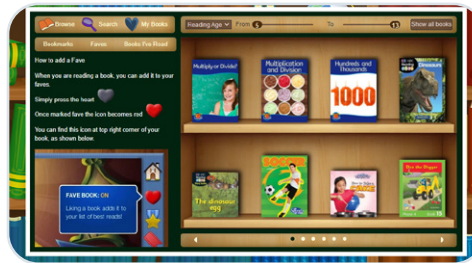 Browse
Search
My Books
Bookmarks
Faves
Books I've Read
How to add a Fave
When you are reading a book, you can add it to your
faves.
Simply press the heart
Once marked fave the icon becomes red
You can find this icon at top right corner of your
book, as shown below.
FAVE BOOK: ON
Liking a book adds it to
your list of best reads!
Reading Age
From
6
To
13
Show all books
Multiply or Divide?
Multiplication
and Division
Hundreds and
Thousands
1000
Dinosaurs
The dinosaur
egg
SOCCER
Dan the Digger